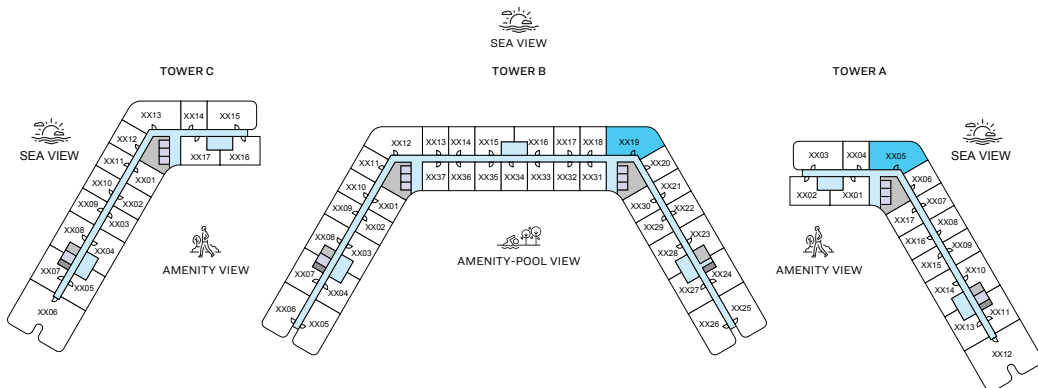 SEA VIEW
TOWER C
TOWER B
TOWER A
XX13
XX14
XX15
XX12
XX11
XX10
XX09
XX08
XX07
XX06
XX17
XX16
XX01
XX02
XX03
XX04
XX05
SEA VIEW
AMENITY VIEW
XX12
XX13
XX14
XX15
XX16
XX17
XX18
XX19
XX11
XX10
XX09
XX08
XX07
XX06
XX37
XX36
XX35
XX34
XX33
XX32
XX31
XX20
XX21
XX22
XX23
XX24
XX25
XX01
XX02
XX03
XX04
XX05
XX30
XX29
XX28
XX27
XX26
AMENITY-POOL VIEW
XX03
XX04
XX05
XX02
XX01
XX06
XX07
XX08
XX09
XX10
XX11
XX12
XX17
XX16
XX15
XX14
XX13
SEA VIEW
AMENITY VIEW